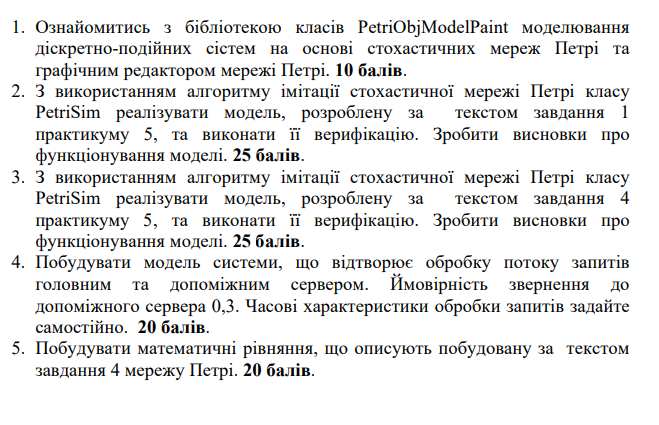 1. Ознайомитись з бібліотекою класів PetriObjModelPaint моделювання
діскретно-подійних сістем на основі стохастичних мереж Петрі та
графічним редактором мережі Петрі. 10 балів.
2. З використанням алгоритму імітації стохастичної мережі Петрі класу
PetriSim реалізувати модель, розроблену за текстом завдання 1
практикуму 5, та виконати її верифікацію. Зробити висновки про
функціонування моделі. 25 балів.
3. З використанням алгоритму імітації стохастичної мережі Петрі класу
PetriSim реалізувати модель, розроблену за текстом завдання 4
практикуму 5, та виконати її верифікацію. Зробити висновки про
функціонування моделі. 25 балів.
4. Побудувати модель системи, що відтворює обробку потоку запитів
головним та допоміжним сервером. Ймовірність звернення до
допоміжного сервера 0,3. Часові характеристики обробки запитів задайте
самостійно. 20 балів.
5. Побудувати математичні рівняння, що описують побудовану за текстом
завдання 4 мережу Петрі. 20 балів.